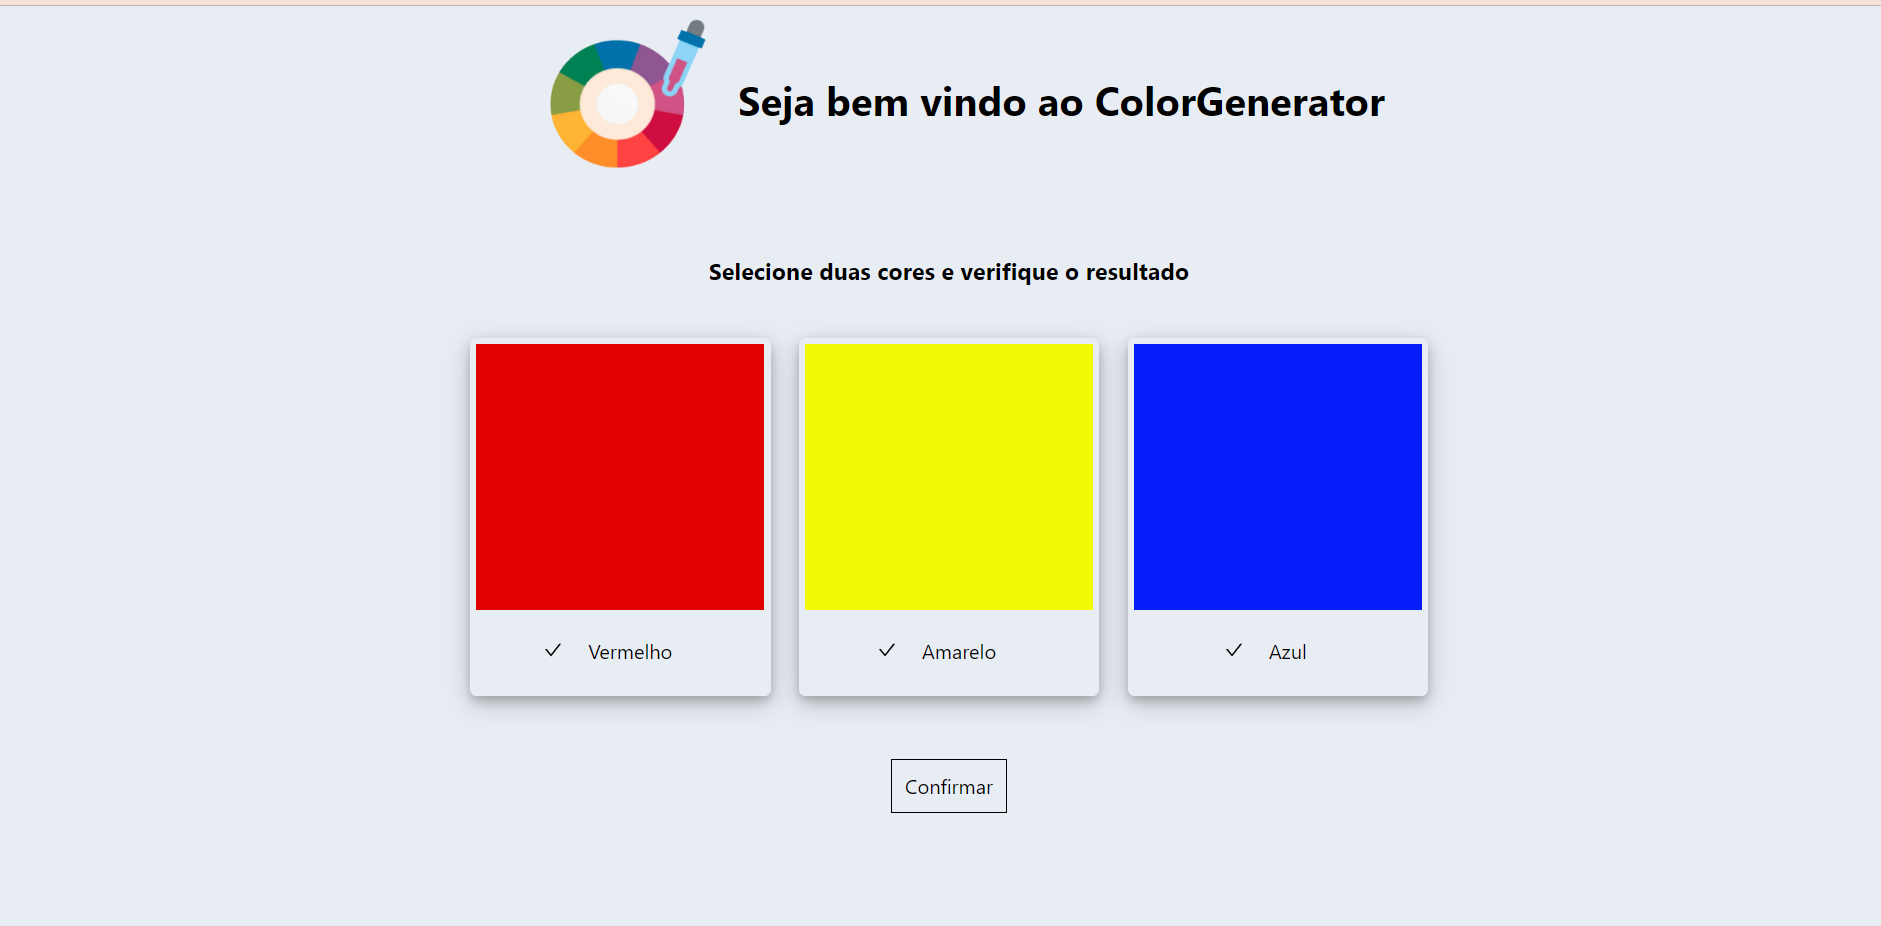 Seja bem vindo ao ColorGenerator
Selecione duas cores e verifique o resultado
Vermelho
Amarelo
Azul
Confirmar